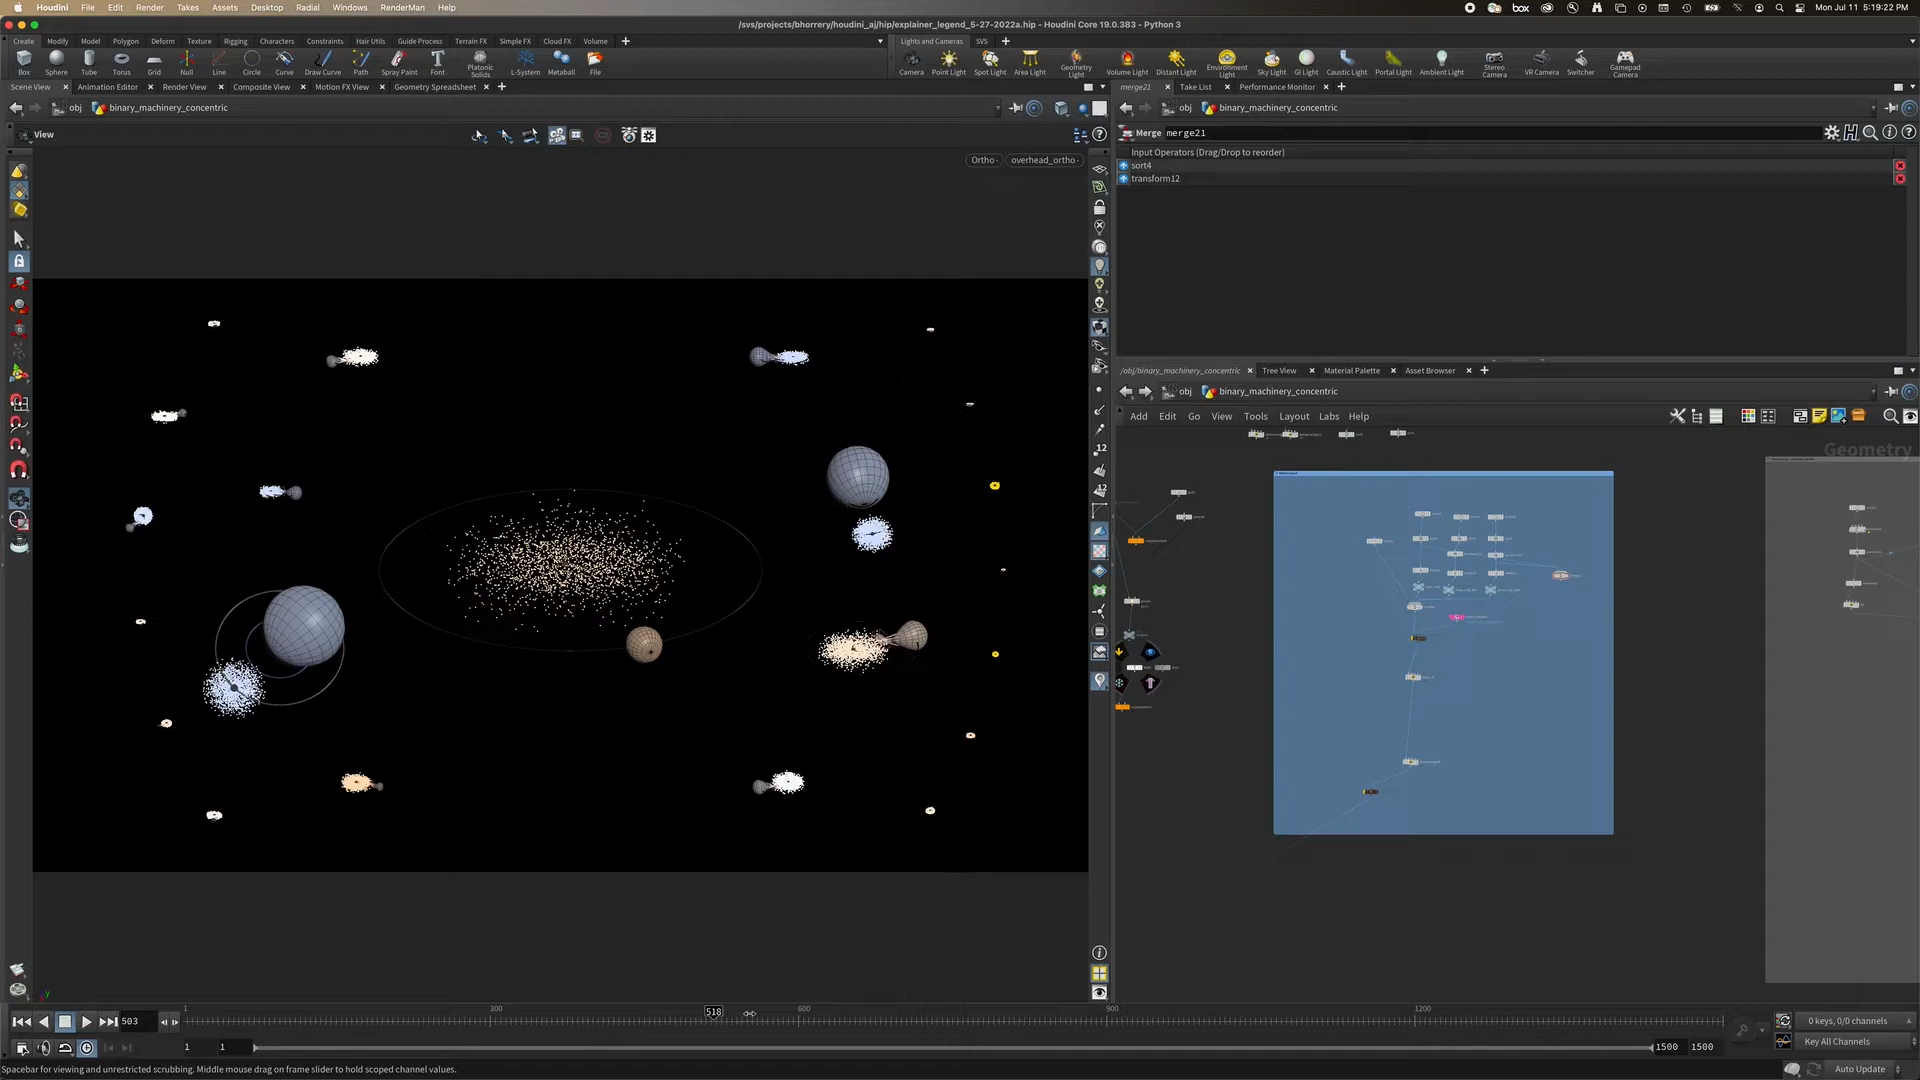 Houdini File Edit Render Takes Assets Desktop Radial Windows RenderMan Help
box Mon Jul 11 5:19:22 PM
/svs/projects/bhorrery/houdini_aj/hip/explainer_legend_5-27-2022a.hip - Houdini Core 19.0.383 - Python 3
Create Modify Model Polygon Deform Texture Rigging Characters Constraints Hair Utils Guide Process Terrain FX Simple FX Cloud FX Volume
Lights and Cameras SVS
Box Sphere Tube Torus Grid Null Line Circle Curve Draw Curve Path Spray Paint Font Platonic Solids L-System Metaball File
Camera Point Light Spot Light Area Light Geometry Light Volume Light Distant Light Environment Light Sky Light GI Light Caustic Light Portal Light Ambient Light Stereo Camera VR Camera Switcher Gamepad Camera
Scene View Animation Editor Render View Composite View Motion FX View Geometry Spreadsheet
merge21 Take List Performance Monitor
obj binary_machinery_concentric
obj binary_machinery_concentric
View
Merge merge21
Input Operators (Drag/Drop to reorder)
sort4
transform12
Ortho overhead_ortho
/obj/binary_machinery_concentric Tree View Material Palette Asset Browser
obj binary_machinery_concentric
Add Edit Go View Tools Layout Labs Help
Geometry
12
12
y
1 300 518 600 900 1200
503
1 1 1500 1500
0 keys, 0/0 channels
Key All Channels
Spacebar for viewing and unrestricted scrubbing. Middle mouse drag on frame slider to hold scoped channel values.
Auto Update